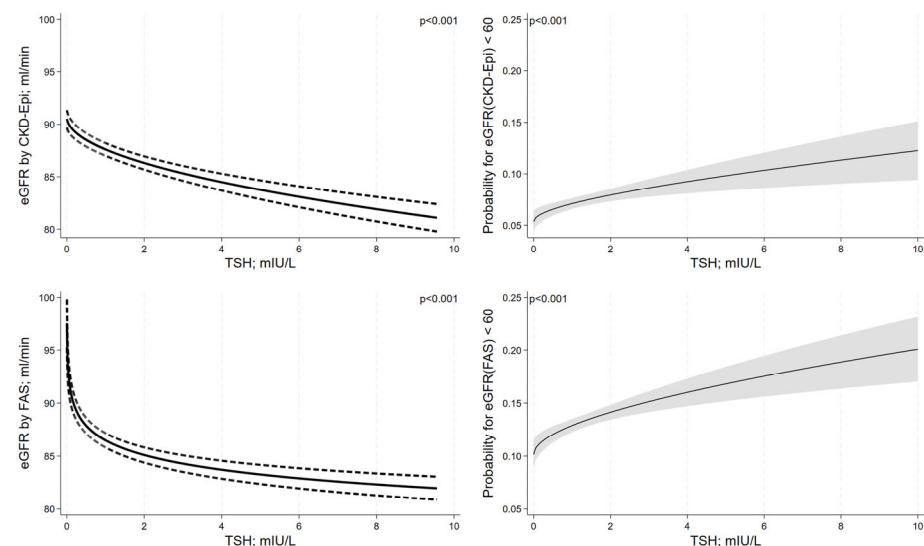 p<0.001
eGFR by CKD-Epi; ml/min
100
95
90
85
80
0 2 4 6 8 10
TSH; mIU/L
p<0.001
Probability for eGFR(CKD-Epi) < 60
0.25
0.20
0.15
0.10
0.05
0 2 4 6 8 10
TSH; mIU/L
p<0.001
eGFR by FAS; ml/min
100
95
90
85
80
0 2 4 6 8 10
TSH; mIU/L
p<0.001
Probability for eGFR(FAS) < 60
0.25
0.20
0.15
0.10
0.05
0 2 4 6 8 10
TSH; mIU/L